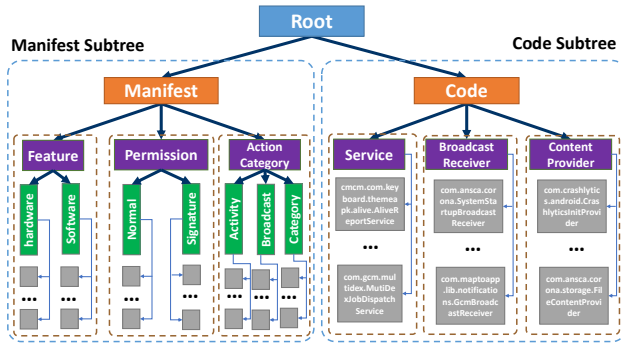 Root
Manifest Subtree
Code Subtree
Manifest
Code
Feature
Permission
Action
Category
Service
Broadcast
Receiver
Content
Provider
hardware
Software
Normal
Signature
Activity
Broadcast
Category
cmcm.com.key
board.themea
pk.alive.AliveR
eportService
...
com.gcm.mul
tidex.MutiDe
xJobDispatch
Service
com.ansca.cor
ona.SystemSta
rtupBroadcast
Receiver
...
com.maptoapp
.lib.notificatio
ns.GcmBroadc
astReceiver
com.crashlytic
s.android.Cras
hlyticsInitProv
ider
...
com.ansca.cor
ona.storage.Fil
eContentProvi
der
... ... ... ... ... ... ...